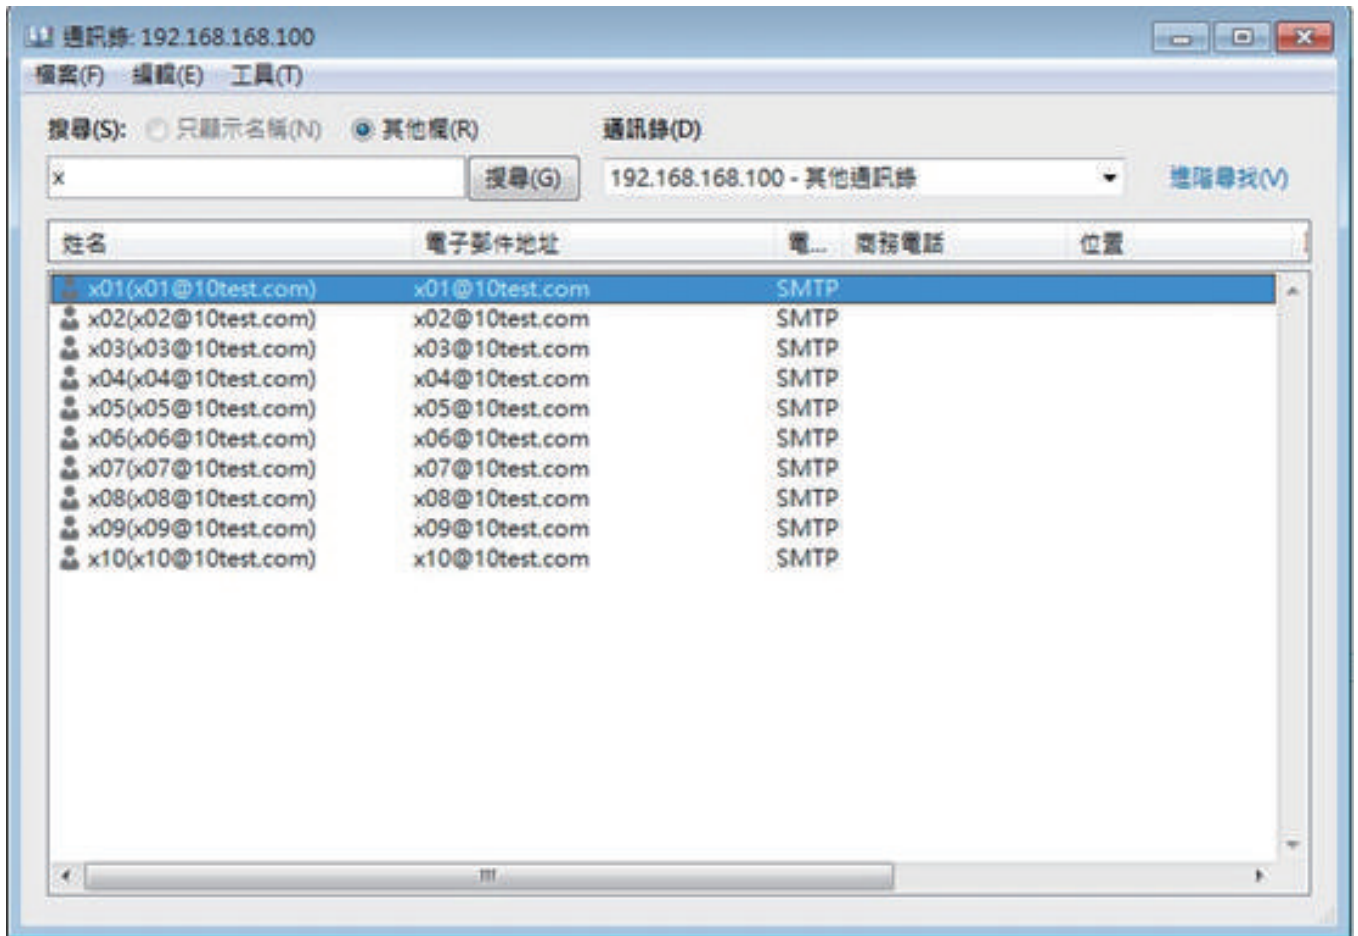 通訊錄: 192.168.168.100
檔案(F) 編輯(E) 工具(T)
搜尋(S): 只顯示名稱(N) 其他欄(R) 通訊錄(D)
x 搜尋(G) 192.168.168.100 - 其他通訊錄 進階尋找(V)
姓名 電子郵件地址 電... 商務電話 位置
x01(x01@10test.com) x01@10test.com SMTP
x02(x02@10test.com) x02@10test.com SMTP
x03(x03@10test.com) x03@10test.com SMTP
x04(x04@10test.com) x04@10test.com SMTP
x05(x05@10test.com) x05@10test.com SMTP
x06(x06@10test.com) x06@10test.com SMTP
x07(x07@10test.com) x07@10test.com SMTP
x08(x08@10test.com) x08@10test.com SMTP
x09(x09@10test.com) x09@10test.com SMTP
x10(x10@10test.com) x10@10test.com SMTP